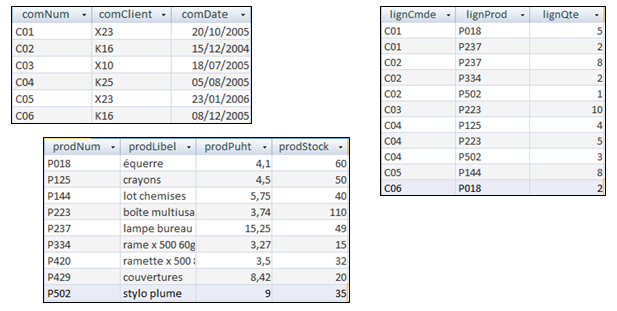 comNum comClient comDate
C01 X23 20/10/2005
C02 K16 15/12/2004
C03 X10 18/07/2005
C04 K25 05/08/2005
C05 X23 23/01/2006
C06 K16 08/12/2005
lignCmde lignProd lignQte
C01 P018 5
C01 P237 2
C02 P237 8
C02 P334 2
C02 P502 1
C03 P223 10
C04 P125 4
C04 P223 5
C04 P502 3
C05 P144 8
C06 P018 2
prodNum prodLibel prodPuht prodStock
P018 équerre 4,1 60
P125 crayons 4,5 50
P144 lot chemises 5,75 40
P223 boîte multiusa 3,74 110
P237 lampe bureau 15,25 49
P334 rame x 500 60g 3,27 15
P420 ramette x 500 3,5 32
P429 couvertures 8,42 20
P502 stylo plume 9 35